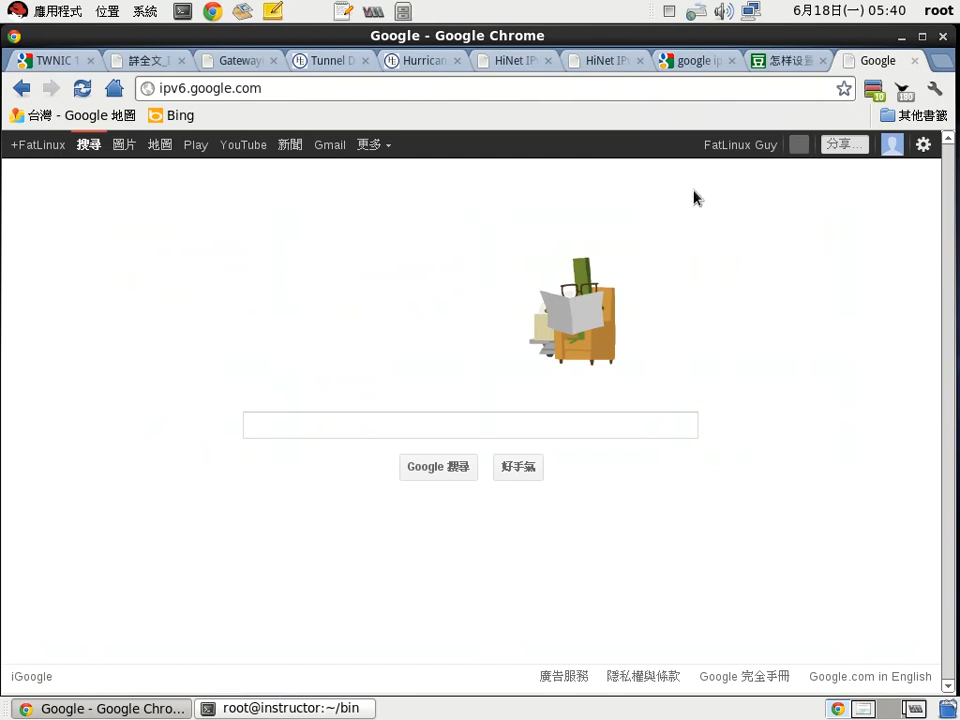 應用程式 位置 系統 6月18日(一) 05:40 root
Google - Google Chrome
TWNIC 詳全文_ Gateway Tunnel D Hurrican HiNet IP HiNet IP google ip 怎样设置 Google
ipv6.google.com 10 180
台灣 - Google 地圖 Bing 其他書籤
+FatLinux 搜尋 圖片 地圖 Play YouTube 新聞 Gmail 更多 FatLinux Guy 分享...
Google 搜尋 好手氣
iGoogle 廣告服務 隱私權與條款 Google 完全手冊 Google.com in English
Google - Google Chro... root@instructor:~/bin